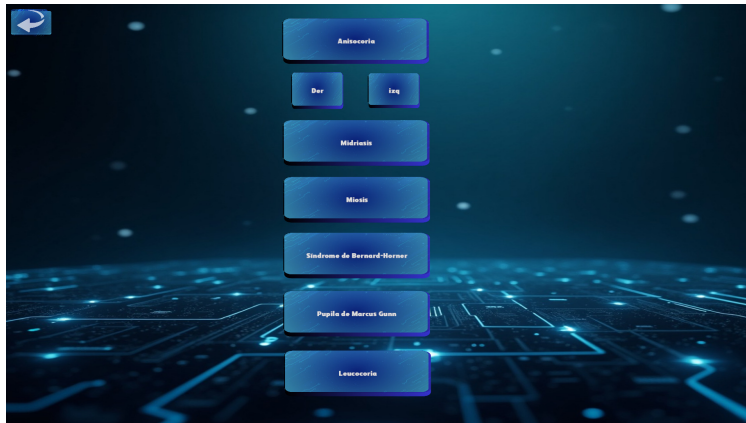 Anisocoria
Der
izq
Midriasis
Miosis
Síndrome de Bernard-Horner
Pupila de Marcus Gunn
Leucocoria